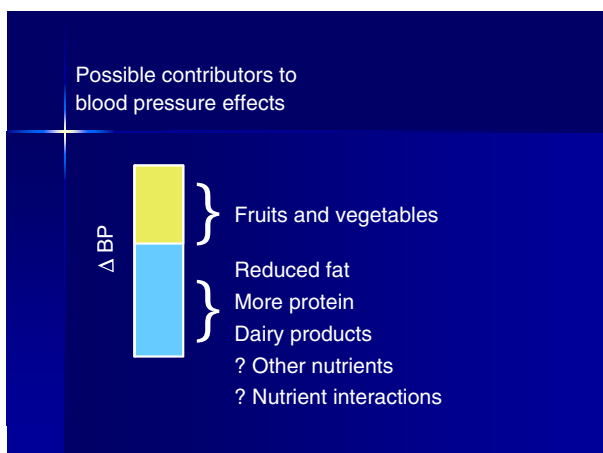 Possible contributors to
blood pressure effects
Δ BP
Fruits and vegetables
Reduced fat
More protein
Dairy products
? Other nutrients
? Nutrient interactions